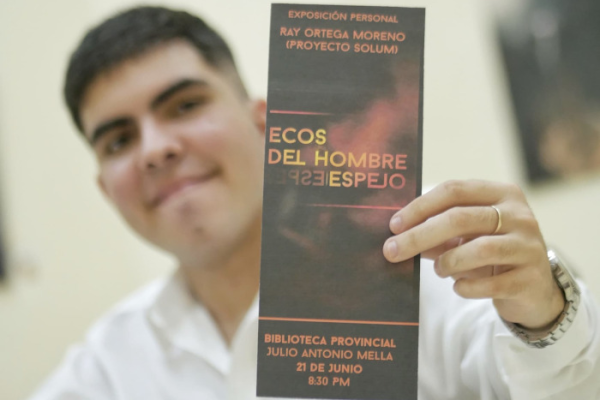 EXPOSICIÓN PERSONAL
RAY ORTEGA MORENO
(PROYECTO SOLUM)
ECOS
DEL HOMBRE
ESPEJO
BIBLIOTECA PROVINCIAL
JULIO ANTONIO MELLA
21 DE JUNIO
8:30 PM